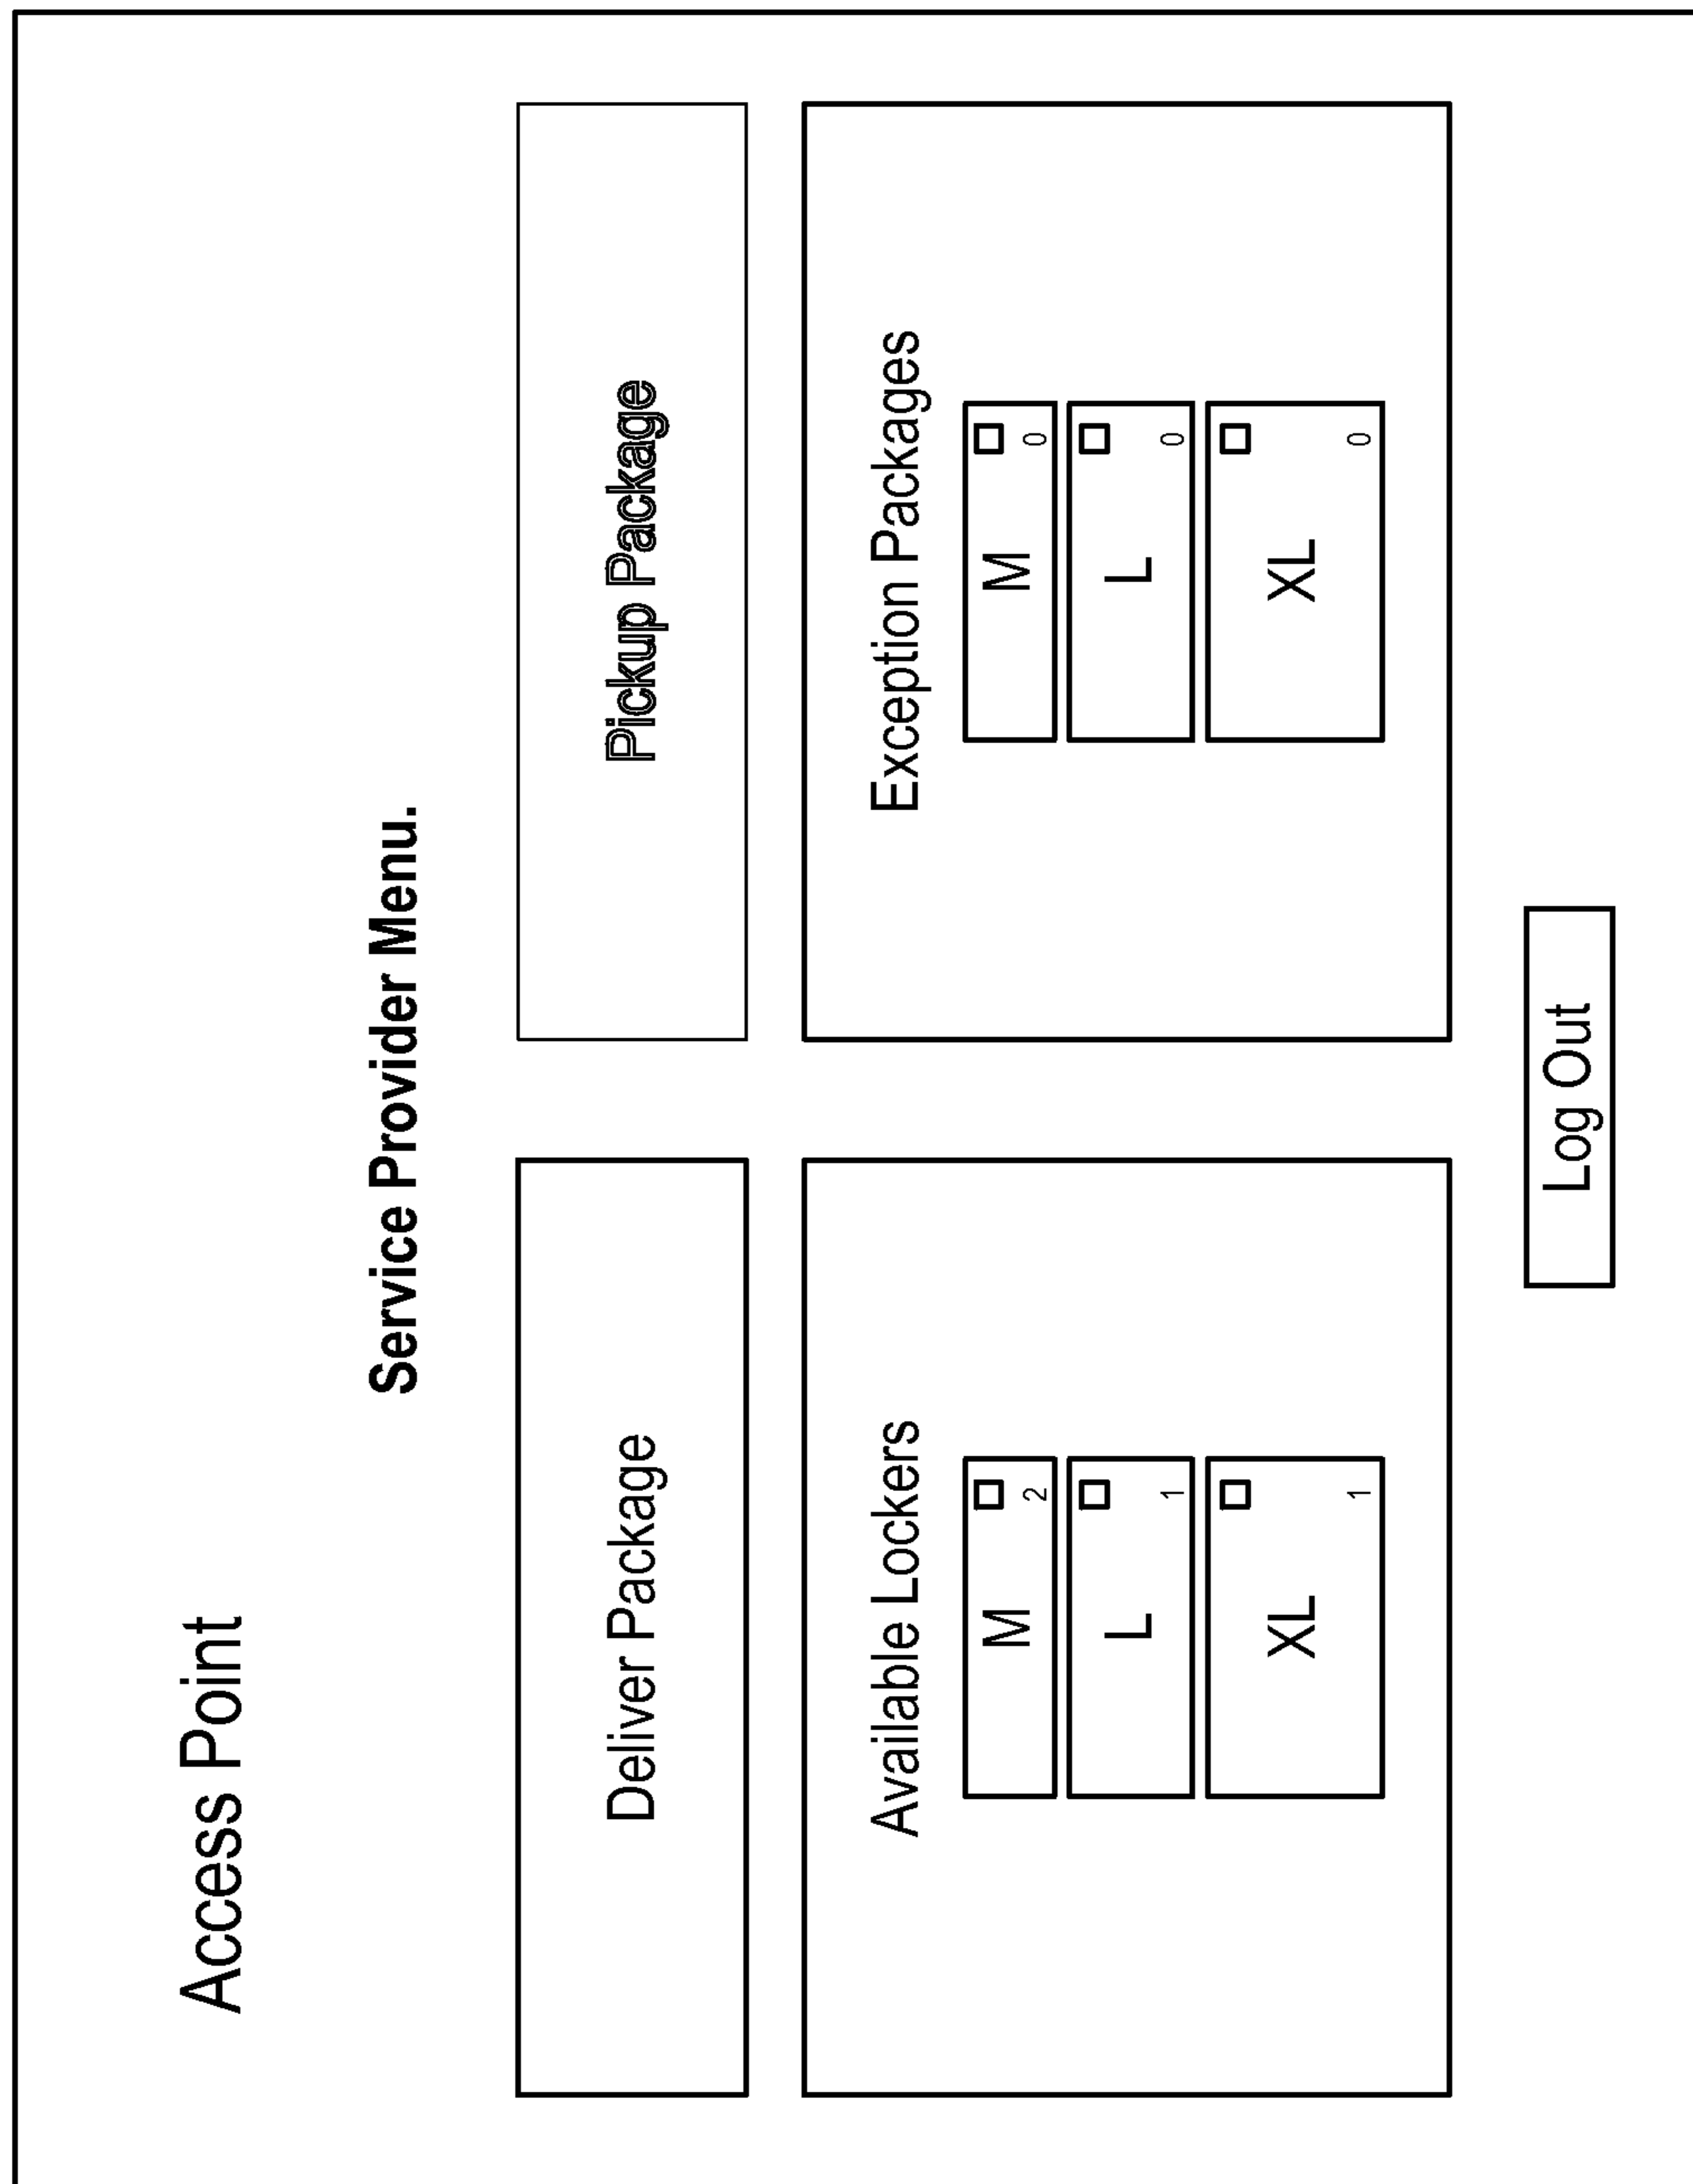 Access Point
Service Provider Menu.
Deliver Package
Pickup Package
Available Lockers
M 2
L 1
XL 1
Exception Packages
M 0
L 0
XL 0
Log Out